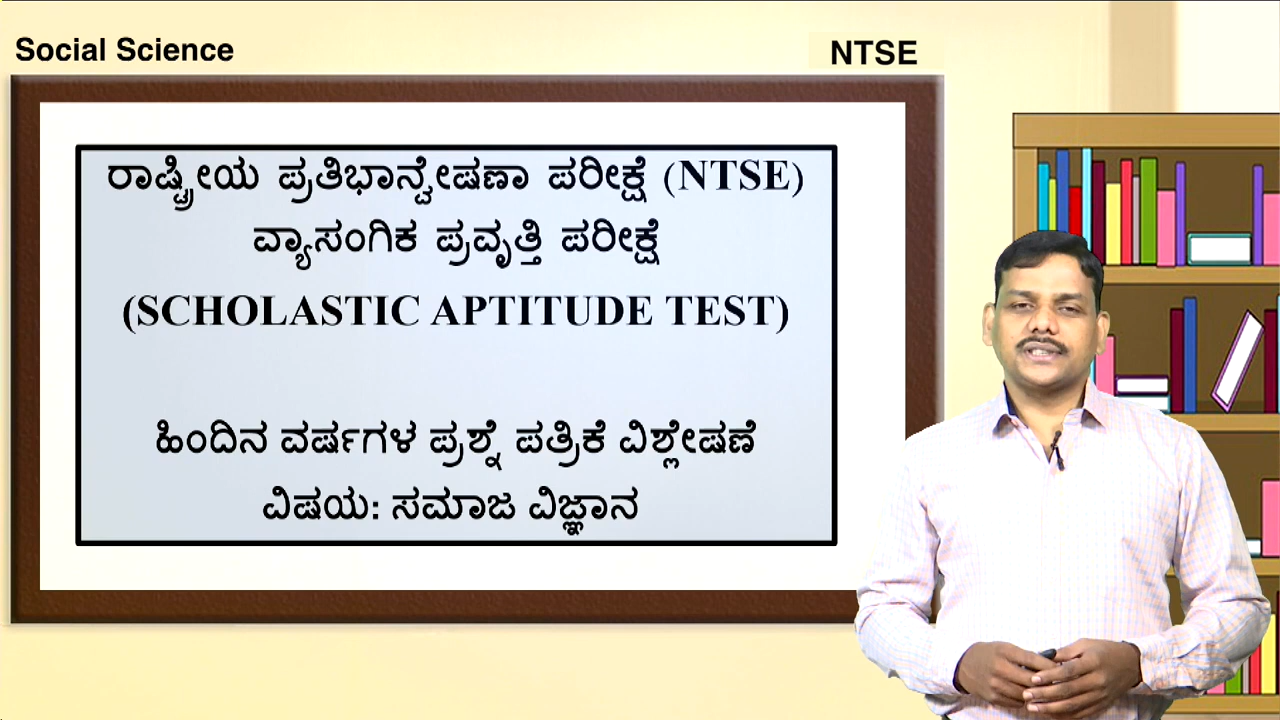 Social Science
NTSE
ರಾಷ್ಟ್ರೀಯ ಪ್ರತಿಭಾನ್ವೇಷಣಾ ಪರೀಕ್ಷೆ (NTSE)
ವ್ಯಾಸಂಗಿಕ ಪ್ರವೃತ್ತಿ ಪರೀಕ್ಷೆ
(SCHOLASTIC APTITUDE TEST)
ಹಿಂದಿನ ವರ್ಷಗಳ ಪ್ರಶ್ನೆ ಪತ್ರಿಕೆ ವಿಶ್ಲೇಷಣೆ
ವಿಷಯ: ಸಮಾಜ ವಿಜ್ಞಾನ